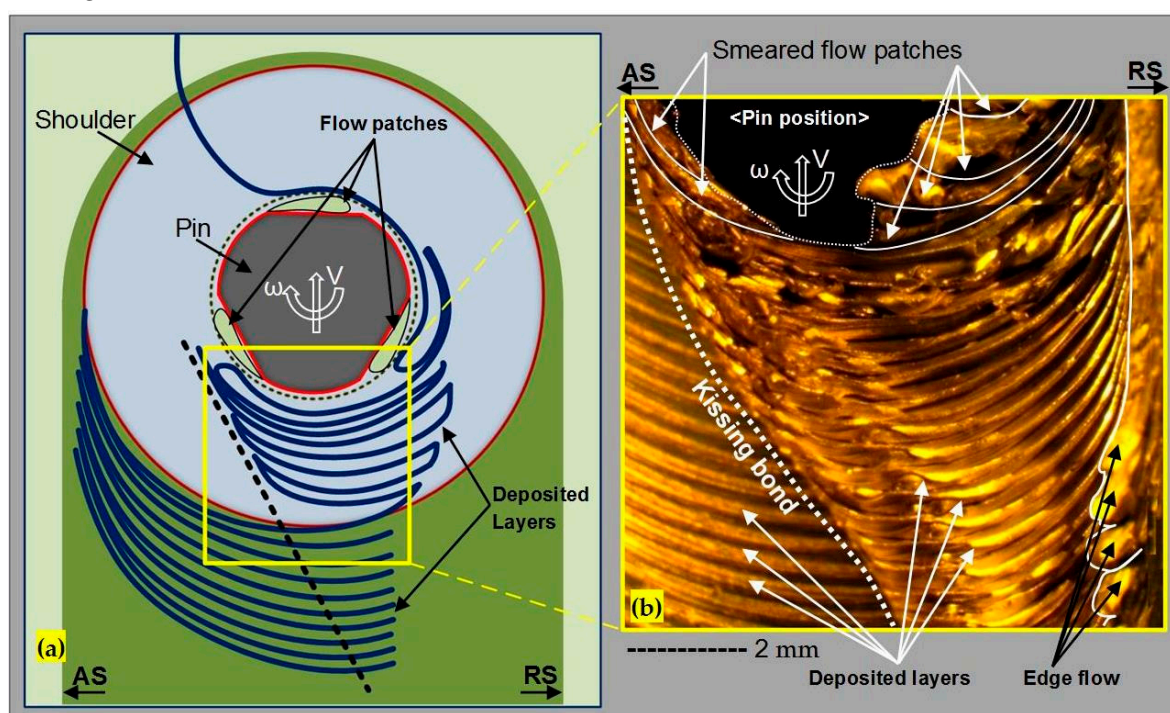 Shoulder
Flow patches
Pin
ω
V
Deposited
Layers
(a)
AS
RS
Smeared flow patches
AS
RS
<Pin position>
ω
V
Kissing bond
(b)
2 mm
Deposited layers
Edge flow